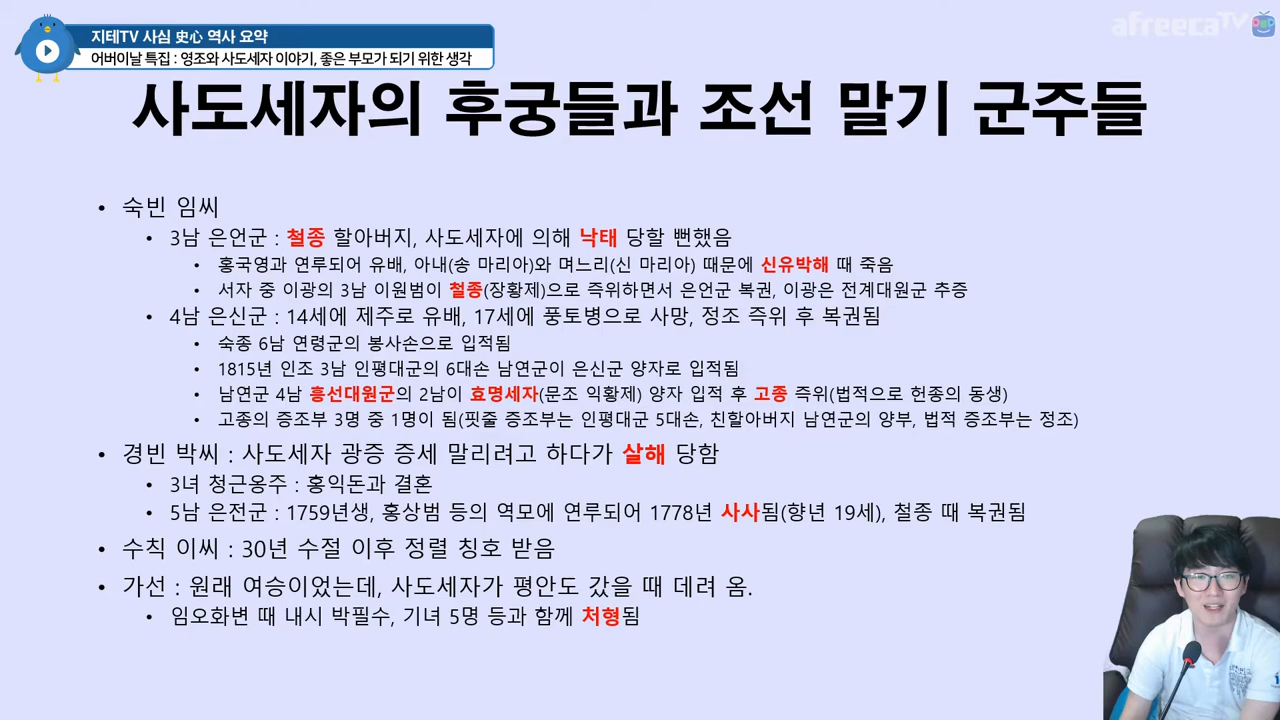 지테TV 사심 史心 역사 요약
afreecaTV
어버이날 특집 : 영조와 사도세자 이야기, 좋은 부모가 되기 위한 생각
사도세자의 후궁들과 조선 말기 군주들
• 숙빈 임씨
• 3남 은언군 : 철종 할아버지, 사도세자에 의해 낙태 당할 뻔했음
• 홍국영과 연루되어 유배, 아내(송 마리아)와 며느리(신 마리아) 때문에 신유박해 때 죽음
• 서자 중 이광의 3남 이원범이 철종(장황제)으로 즉위하면서 은언군 복권, 이광은 전계대원군 추증
• 4남 은신군 : 14세에 제주로 유배, 17세에 풍토병으로 사망, 정조 즉위 후 복권됨
• 숙종 6남 연령군의 봉사손으로 입적됨
• 1815년 인조 3남 인평대군의 6대손 남연군이 은신군 양자로 입적됨
• 남연군 4남 흥선대원군의 2남이 효명세자(문조 익황제) 양자 입적 후 고종 즉위(법적으로 헌종의 동생)
• 고종의 증조부 3명 중 1명이 됨(핏줄 증조부는 인평대군 5대손, 친할아버지 남연군의 양부, 법적 증조부는 정조)
• 경빈 박씨 : 사도세자 광증 증세 말리려고 하다가 살해 당함
• 3녀 청근옹주 : 홍익돈과 결혼
• 5남 은전군 : 1759년생, 홍상범 등의 역모에 연루되어 1778년 사사됨(향년 19세), 철종 때 복권됨
• 수칙 이씨 : 30년 수절 이후 정렬 칭호 받음
• 가선 : 원래 여승이었는데, 사도세자가 평안도 갔을 때 데려 옴.
• 임오화변 때 내시 박필수, 기녀 5명 등과 함께 처형됨